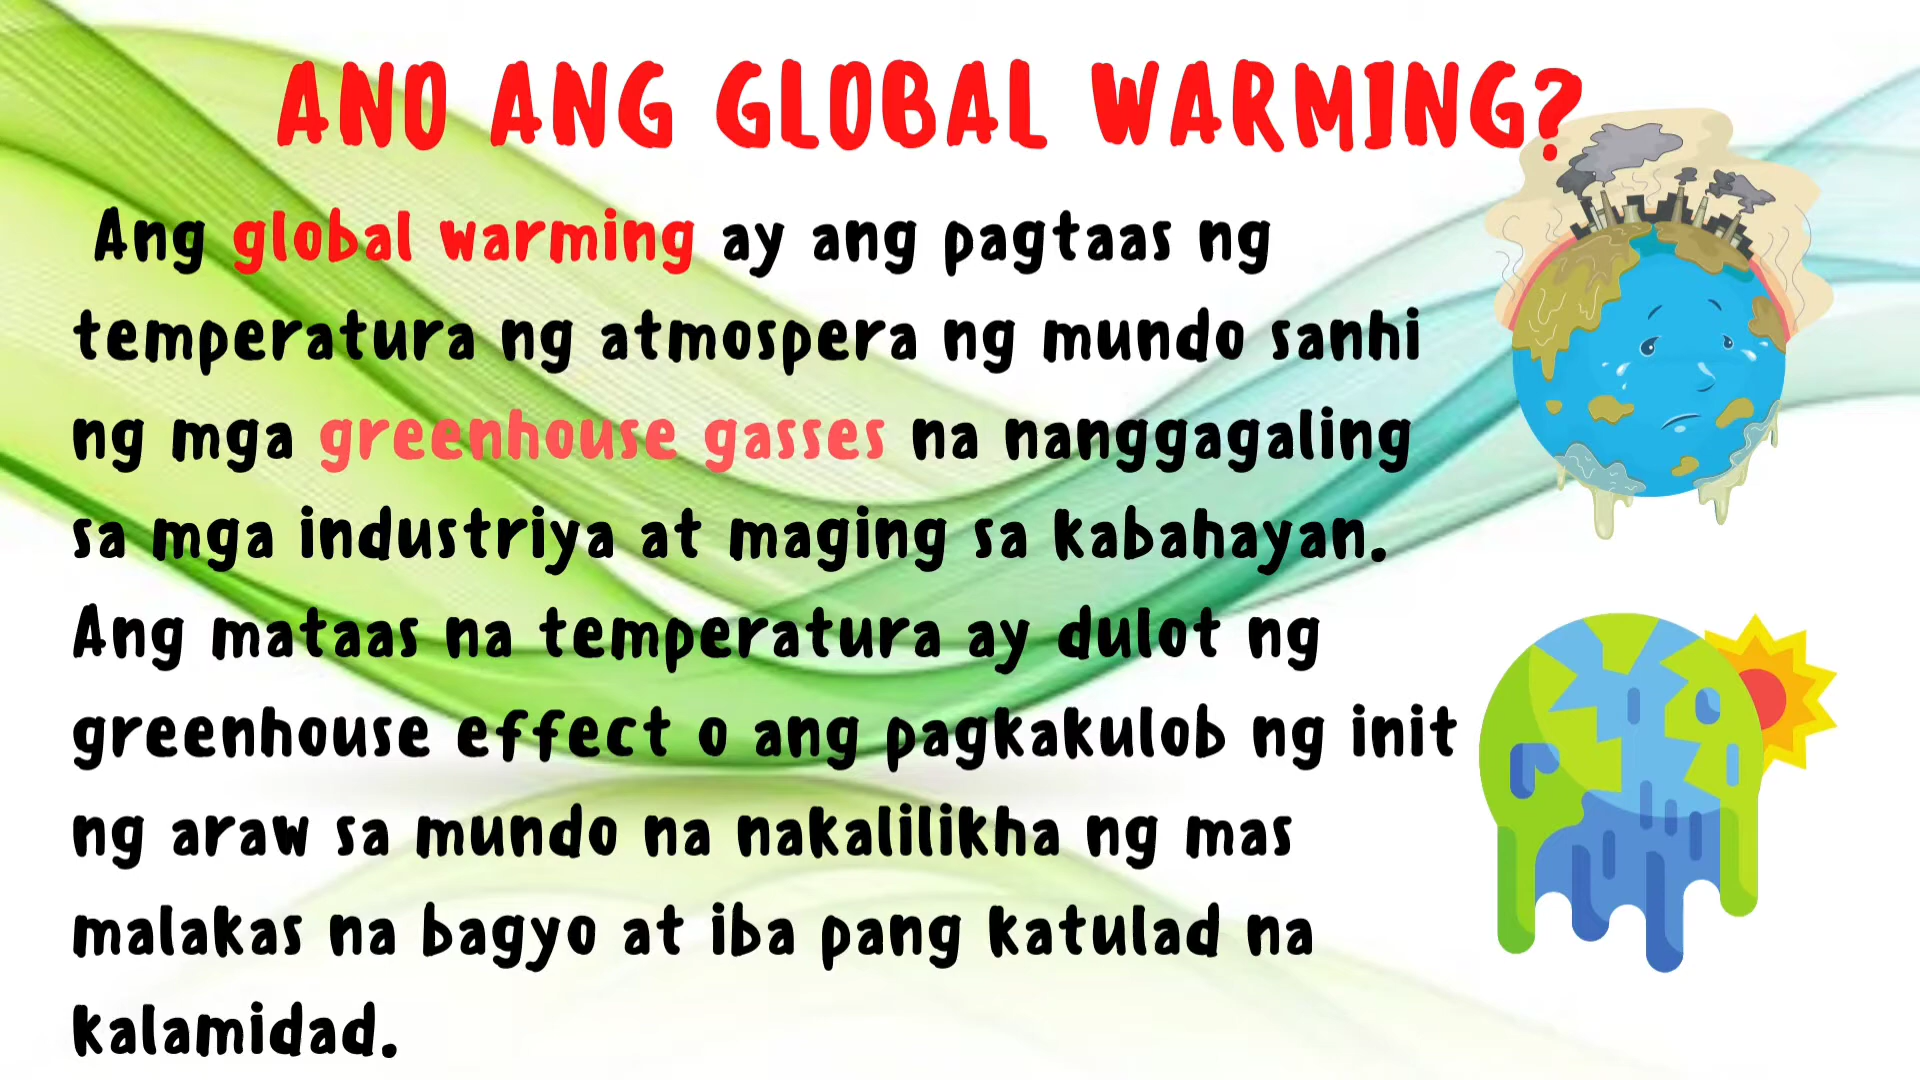 ANO ANG GLOBAL WARMING?
Ang global warming ay ang pagtaas ng
temperatura ng atmospera ng mundo sanhi
ng mga greenhouse gasses na nanggagaling
sa mga industriya at maging sa kabahayan.
Ang mataas na temperatura ay dulot ng
greenhouse effect o ang pagkakulob ng init
ng araw sa mundo na nakalilikha ng mas
malakas na bagyo at iba pang katulad na
kalamidad.